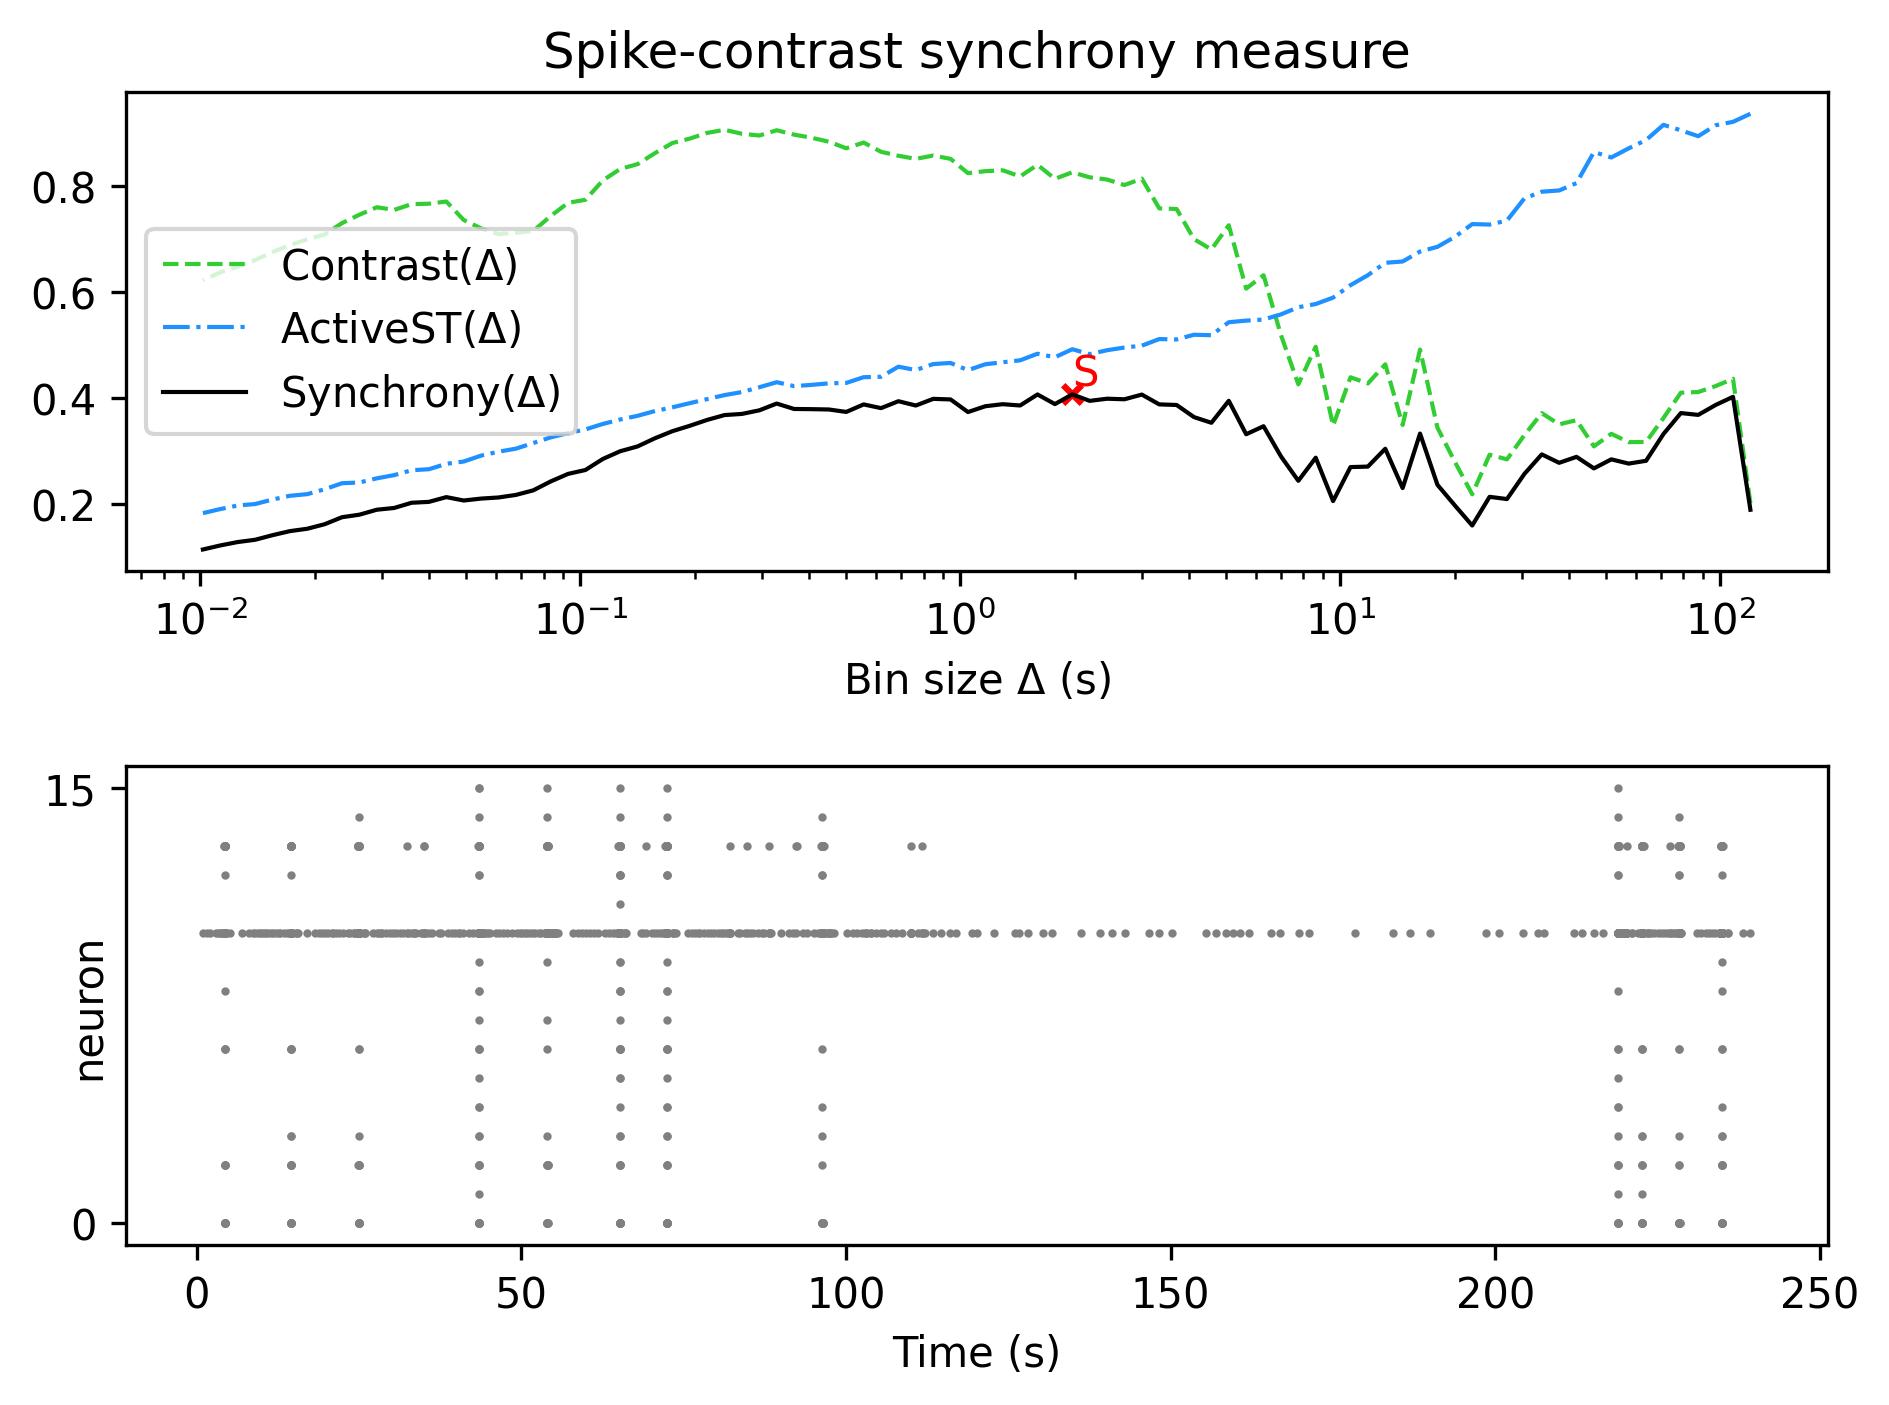 Spike-contrast synchrony measure
0.8
0.6
0.4
0.2
Contrast(Δ)
ActiveST(Δ)
Synchrony(Δ)
S
10⁻² 10⁻¹ 10⁰ 10¹ 10²
Bin size Δ (s)
15
0
neuron
0 50 100 150 200 250
Time (s)